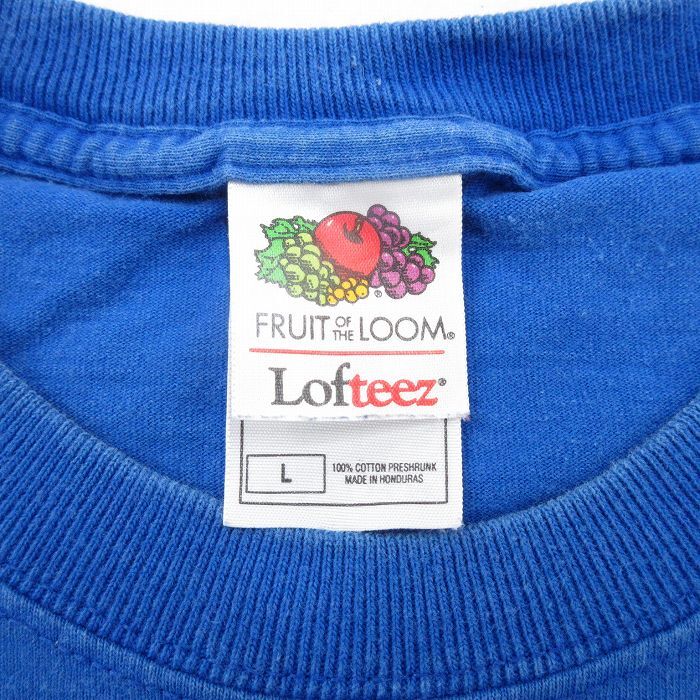 FRUIT OF THE LOOM®
Lofteez®
L
100% COTTON PRESHRUNK
MADE IN HONDURAS